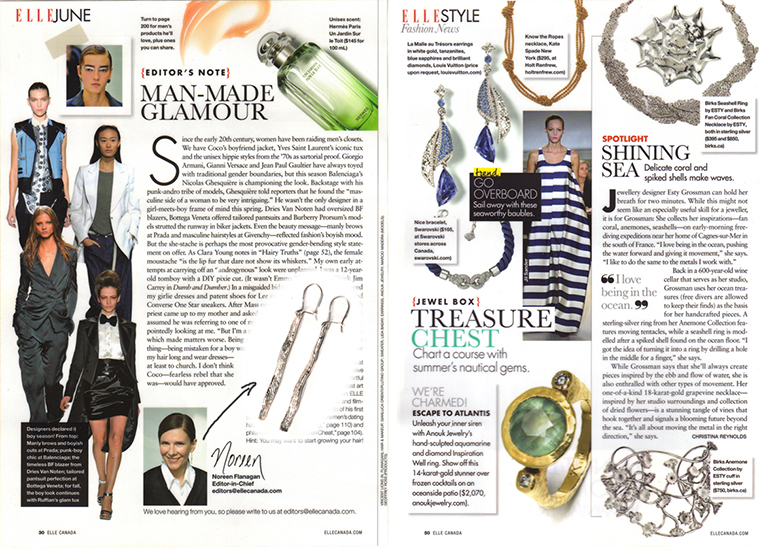 ELLEJUNE
Turn to page
200 for men's
products he'll
love, plus ones
you can share.
Unisex scent:
Hermès Paris
Un Jardin Sur
le Toit ($145 for
100 mL)
{EDITOR'S NOTE}
MAN-MADE
GLAMOUR
Since the early 20th century, women have been raiding men's closets.
We have Coco's boyfriend jacket, Yves Saint Laurent's iconic tux
and the unisex hippie styles from the '70s as sartorial proof. Giorgio
Armani, Gianni Versace and Jean Paul Gaultier have always toyed
with traditional gender boundaries, but this season Balenciaga's
Nicolas Ghesquière is championing the look. Backstage with his
punk-andro tribe of models, Ghesquière told reporters that he found the "mas-
culine side of a woman to be very intriguing." He wasn't the only designer in a
girl-meets-boy frame of mind this spring. Dries Van Noten had oversized BF
blazers, Bottega Veneta offered tailored pantsuits and Burberry Prorsum's mod-
els strutted the runway in biker jackets. Even the beauty message—manly brows
at Prada and masculine hairstyles at Givenchy—reflected fashion's boyish mood.
But the she-stache is perhaps the most provocative gender-bending style state-
ment on offer. As Clara Young notes in "Hairy Truths" (page 52), the female
moustache "is the lip fur that dare not show its whiskers." My own early at-
tempts at carrying off an "androgynous" look were unplanned. I was a 12-year-
old tomboy with a DIY pixie cut. (It wasn't Emma Jim
Carrey in Dumb and Dumber.) In a misguided bid
my girlie dresses and patent shoes for Lee
Converse One Star sneakers. After Mass
priest came up to my mother and asked
assumed he was referring to one of my
pointedly looking at me. "But I'm a
which made matters worse. Being
thing—being mistaken for a boy wa
my hair long and wear dresses—
at least to church. I don't think
Coco—fearless rebel that she
was—would have approved.
page 110) and
Chest," page 104).
Hint: You may want to start growing your hair!
Designers declared it
boy season! From top:
Manly brows and boyish
cuts at Prada; punk-boy
chic at Balenciaga; the
timeless BF blazer from
Dries Van Noten; tailored
pantsuit perfection at
Bottega Veneta; for fall,
the boy look continues
with Ruffian's glam tux
Noreen
Noreen Flanagan
Editor-in-Chief
editors@ellecanada.com
We love hearing from you, so please write to us at editors@ellecanada.com.
30 ELLE CANADA
ELLECANADA.COM
ELLESTYLE
Fashion News
La Malle au Trésors earrings
in white gold, tanzanites,
blue sapphires and brilliant
diamonds, Louis Vuitton (price
upon request, louisvuitton.com)
Know the Ropes
necklace, Kate
Spade New
York ($295, at
Holt Renfrew,
holtrenfrew.com)
trend
GO
OVERBOARD
Sail away with these
seaworthy baubles.
Nice bracelet,
Swarovski ($195,
at Swarovski
stores across
Canada,
swarovski.com)
{JEWEL BOX}
TREASURE
CHEST
Chart a course with
summer's nautical gems.
WE'RE
CHARMED!
ESCAPE TO ATLANTIS
Unleash your inner siren
with Anouk Jewelry's
hand-sculpted aquamarine
and diamond Inspiration
Well ring. Show off this
14-karat-gold stunner over
frozen cocktails on an
oceanside patio ($2,070,
anoukjewelry.com).
Birks Seashell Ring
by ESTY and Birks
Fan Coral Collection
Necklace by ESTY,
both in sterling silver
($395 and $850,
birks.ca)
SPOTLIGHT
SHINING
SEA Delicate coral and
spiked shells make waves.
Jewellery designer Esty Grossman can hold her
breath for two minutes. While this might not
seem like an especially useful skill for a jeweller,
it is for Grossman: She collects her inspirations—fan
coral, anemones, seashells—on early-morning free-
diving expeditions near her home of Cagnes-sur-Mer in
the south of France. "I love being in the ocean, pushing
the water forward and giving it movement," she says.
"I like to do the same to the metals I work with."
Back in a 600-year-old wine
cellar that serves as her studio,
Grossman uses her ocean trea-
sures (free divers are allowed
to keep their finds) as the basis
for her handcrafted pieces. A
"I love
being in the
ocean."
sterling-silver ring from her Anemone Collection fea-
tures moving tentacles, while a seashell ring is mod-
elled after a spiked shell found on the ocean floor. "I
got the idea of turning it into a ring by drilling a hole
in the middle for a finger," she says.
While Grossman says that she'll always create
pieces inspired by the ebb and flow of water, she is
also enthralled with other types of movement. Her
one-of-a-kind 18-karat-gold grapevine necklace—
inspired by her studio surroundings and collection
of dried flowers—is a stunning tangle of vines that
hook together and signals a blooming future beyond
the sea. "It's all about moving the metal in the right
direction," she says. CHRISTINA REYNOLDS
Birks Anemone
Collection by
ESTY cuff in
sterling silver
($750, birks.ca)
50 ELLE CANADA
ELLECANADA.COM